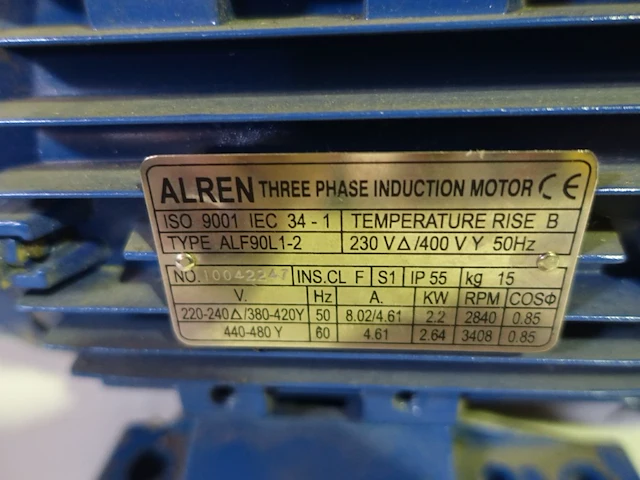 ALREN THREE PHASE INDUCTION MOTOR CE
ISO 9001 IEC 34-1 TEMPERATURE RISE B
TYPE ALF90L1-2 230 V△/400 V Y 50Hz
NO. 10042247 INS.CL F S1 IP 55 kg 15
V. Hz A. KW RPM COSΦ
220-240△/380-420Y 50 8.02/4.61 2.2 2840 0.85
440-480 Y 60 4.61 2.64 3408 0.85